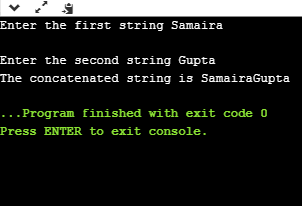 Enter the first string Samaira
Enter the second string Gupta
The concatenated string is SamairaGupta
...Program finished with exit code 0
Press ENTER to exit console.